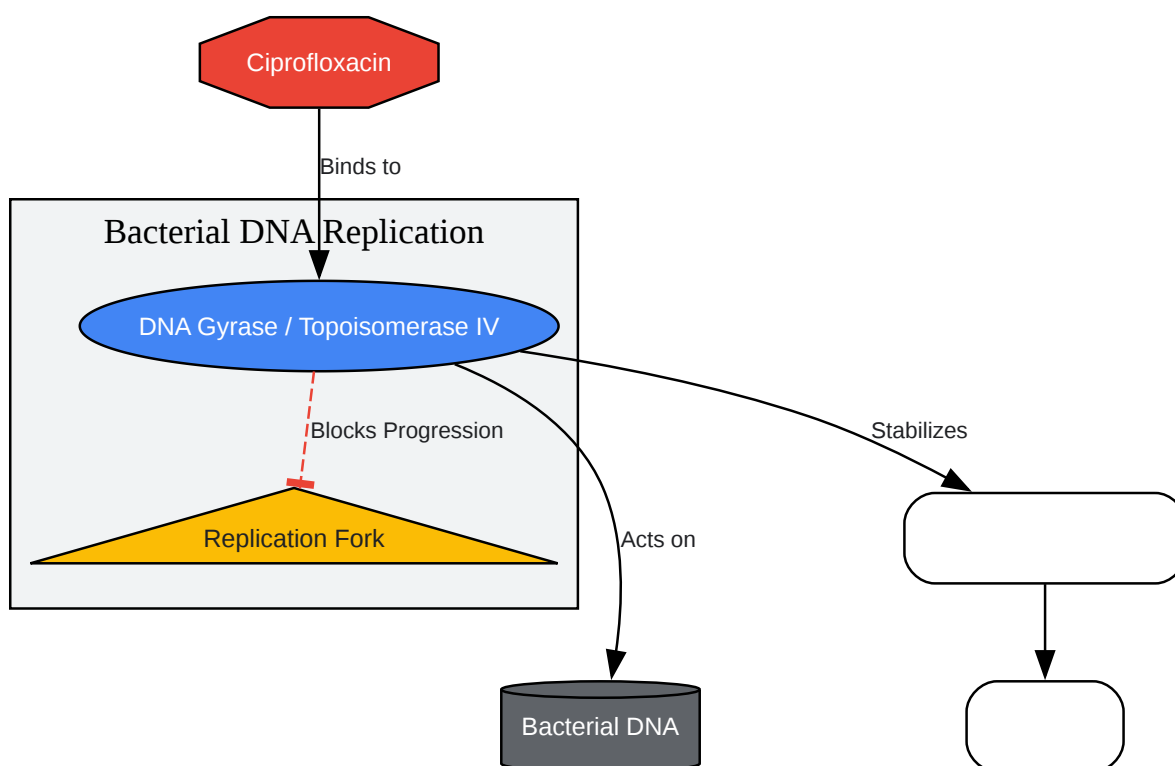 Ciprofloxacin
Binds to
Bacterial DNA Replication
DNA Gyrase / Topoisomerase IV
Blocks Progression
Stabilizes
Replication Fork
Acts on
Bacterial DNA